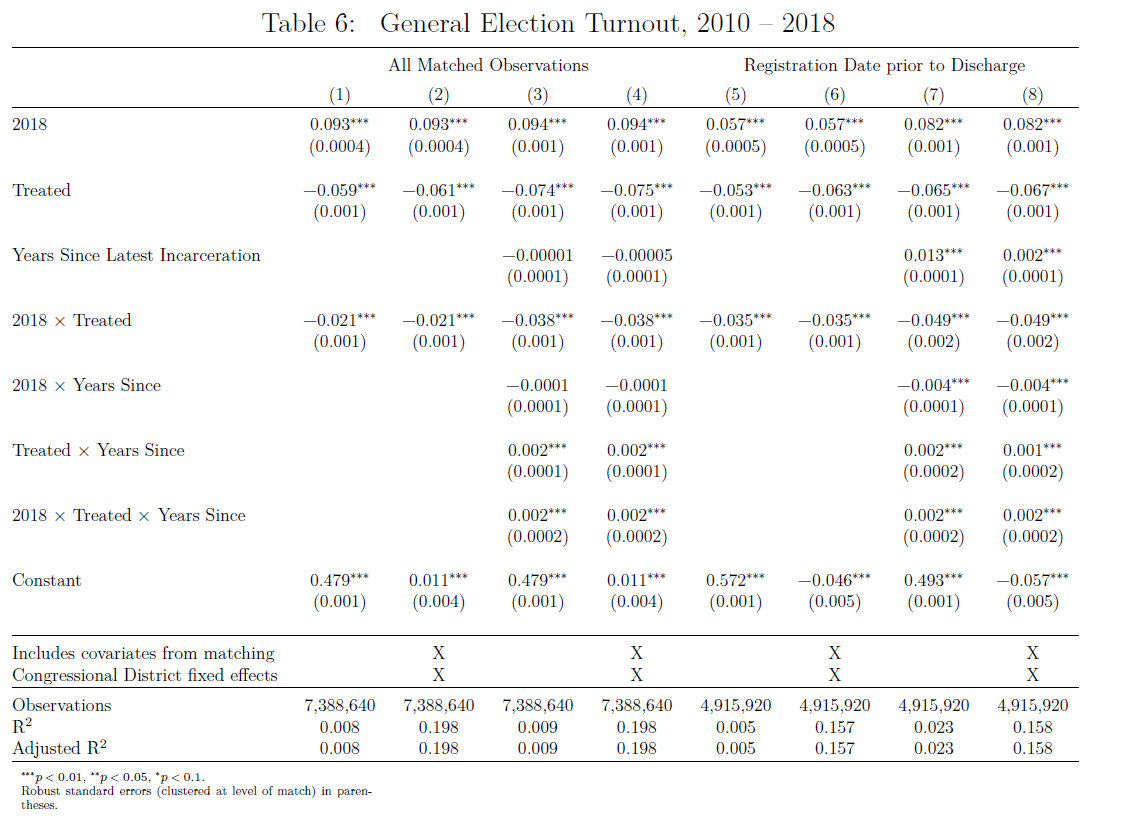 Table 6: General Election Turnout, 2010 – 2018
All Matched Observations Registration Date prior to Discharge
(1) (2) (3) (4) (5) (6) (7) (8)
2018 0.093*** 0.093*** 0.094*** 0.094*** 0.057*** 0.057*** 0.082*** 0.082***
(0.0004) (0.0004) (0.001) (0.001) (0.0005) (0.0005) (0.001) (0.001)
Treated −0.059*** −0.061*** −0.074*** −0.075*** −0.053*** −0.063*** −0.065*** −0.067***
(0.001) (0.001) (0.001) (0.001) (0.001) (0.001) (0.001) (0.001)
Years Since Latest Incarceration −0.00001 −0.00005 0.013*** 0.002***
(0.0001) (0.0001) (0.0001) (0.0001)
2018 × Treated −0.021*** −0.021*** −0.038*** −0.038*** −0.035*** −0.035*** −0.049*** −0.049***
(0.001) (0.001) (0.001) (0.001) (0.001) (0.001) (0.002) (0.002)
2018 × Years Since −0.0001 −0.0001 −0.004*** −0.004***
(0.0001) (0.0001) (0.0001) (0.0001)
Treated × Years Since 0.002*** 0.002*** 0.002*** 0.001***
(0.0001) (0.0001) (0.0002) (0.0002)
2018 × Treated × Years Since 0.002*** 0.002*** 0.002*** 0.002***
(0.0002) (0.0002) (0.0002) (0.0002)
Constant 0.479*** 0.011*** 0.479*** 0.011*** 0.572*** −0.046*** 0.493*** −0.057***
(0.001) (0.004) (0.001) (0.004) (0.001) (0.005) (0.001) (0.005)
Includes covariates from matching X X X X
Congressional District fixed effects X X X X
Observations 7,388,640 7,388,640 7,388,640 7,388,640 4,915,920 4,915,920 4,915,920 4,915,920
R² 0.008 0.198 0.009 0.198 0.005 0.157 0.023 0.158
Adjusted R² 0.008 0.198 0.009 0.198 0.005 0.157 0.023 0.158
***p < 0.01, **p < 0.05, *p < 0.1.
Robust standard errors (clustered at level of match) in paren-
theses.